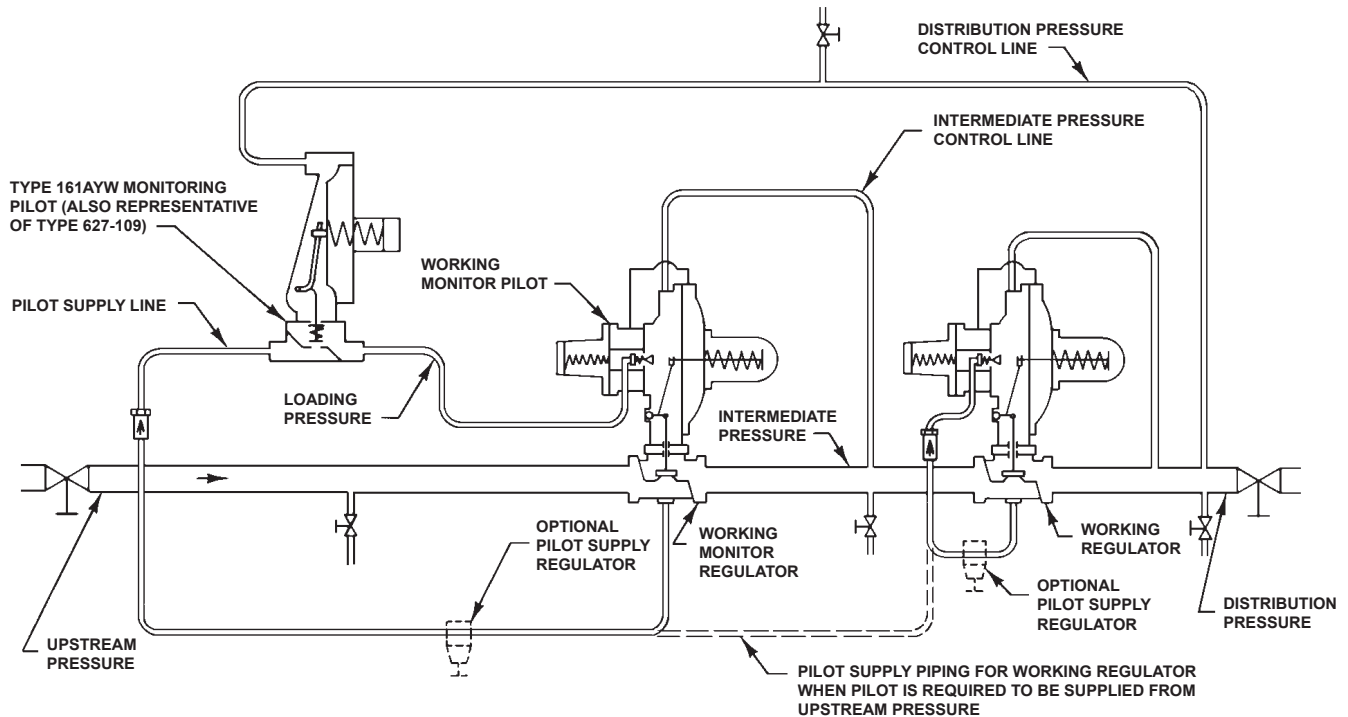 DISTRIBUTION PRESSURE
CONTROL LINE
INTERMEDIATE PRESSURE
CONTROL LINE
TYPE 161AYW MONITORING
PILOT (ALSO REPRESENTATIVE
OF TYPE 627-109)
WORKING
MONITOR PILOT
PILOT SUPPLY LINE
LOADING
PRESSURE
INTERMEDIATE
PRESSURE
OPTIONAL
PILOT SUPPLY
REGULATOR
WORKING
MONITOR
REGULATOR
WORKING
REGULATOR
OPTIONAL
PILOT SUPPLY
REGULATOR
DISTRIBUTION
PRESSURE
UPSTREAM
PRESSURE
PILOT SUPPLY PIPING FOR WORKING REGULATOR
WHEN PILOT IS REQUIRED TO BE SUPPLIED FROM
UPSTREAM PRESSURE